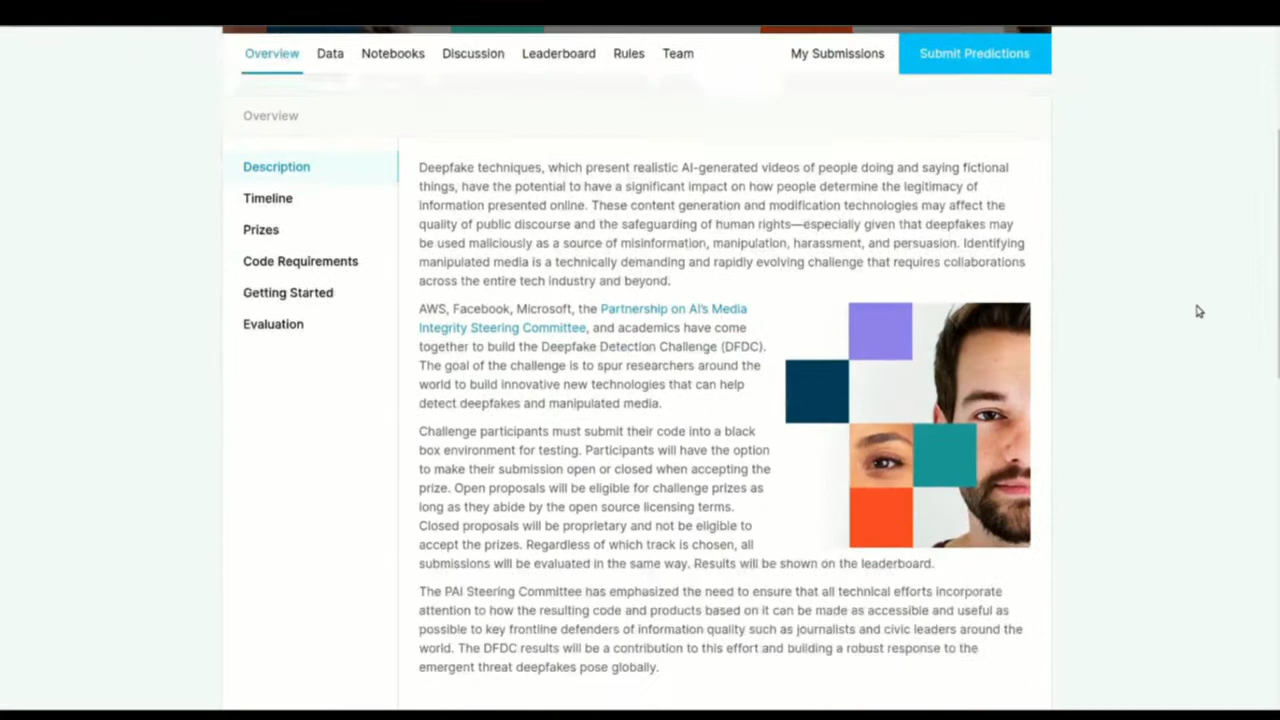 Overview Data Notebooks Discussion Leaderboard Rules Team My Submissions Submit Predictions
Overview
Description
Timeline
Prizes
Code Requirements
Getting Started
Evaluation
Deepfake techniques, which present realistic AI-generated videos of people doing and saying fictional
things, have the potential to have a significant impact on how people determine the legitimacy of
information presented online. These content generation and modification technologies may affect the
quality of public discourse and the safeguarding of human rights—especially given that deepfakes may
be used maliciously as a source of misinformation, manipulation, harassment, and persuasion. Identifying
manipulated media is a technically demanding and rapidly evolving challenge that requires collaborations
across the entire tech industry and beyond.
AWS, Facebook, Microsoft, the Partnership on AI's Media
Integrity Steering Committee, and academics have come
together to build the Deepfake Detection Challenge (DFDC).
The goal of the challenge is to spur researchers around the
world to build innovative new technologies that can help
detect deepfakes and manipulated media.
Challenge participants must submit their code into a black
box environment for testing. Participants will have the option
to make their submission open or closed when accepting the
prize. Open proposals will be eligible for challenge prizes as
long as they abide by the open source licensing terms.
Closed proposals will be proprietary and not be eligible to
accept the prizes. Regardless of which track is chosen, all
submissions will be evaluated in the same way. Results will be shown on the leaderboard.
The PAI Steering Committee has emphasized the need to ensure that all technical efforts incorporate
attention to how the resulting code and products based on it can be made as accessible and useful as
possible to key frontline defenders of information quality such as journalists and civic leaders around the
world. The DFDC results will be a contribution to this effort and building a robust response to the
emergent threat deepfakes pose globally.